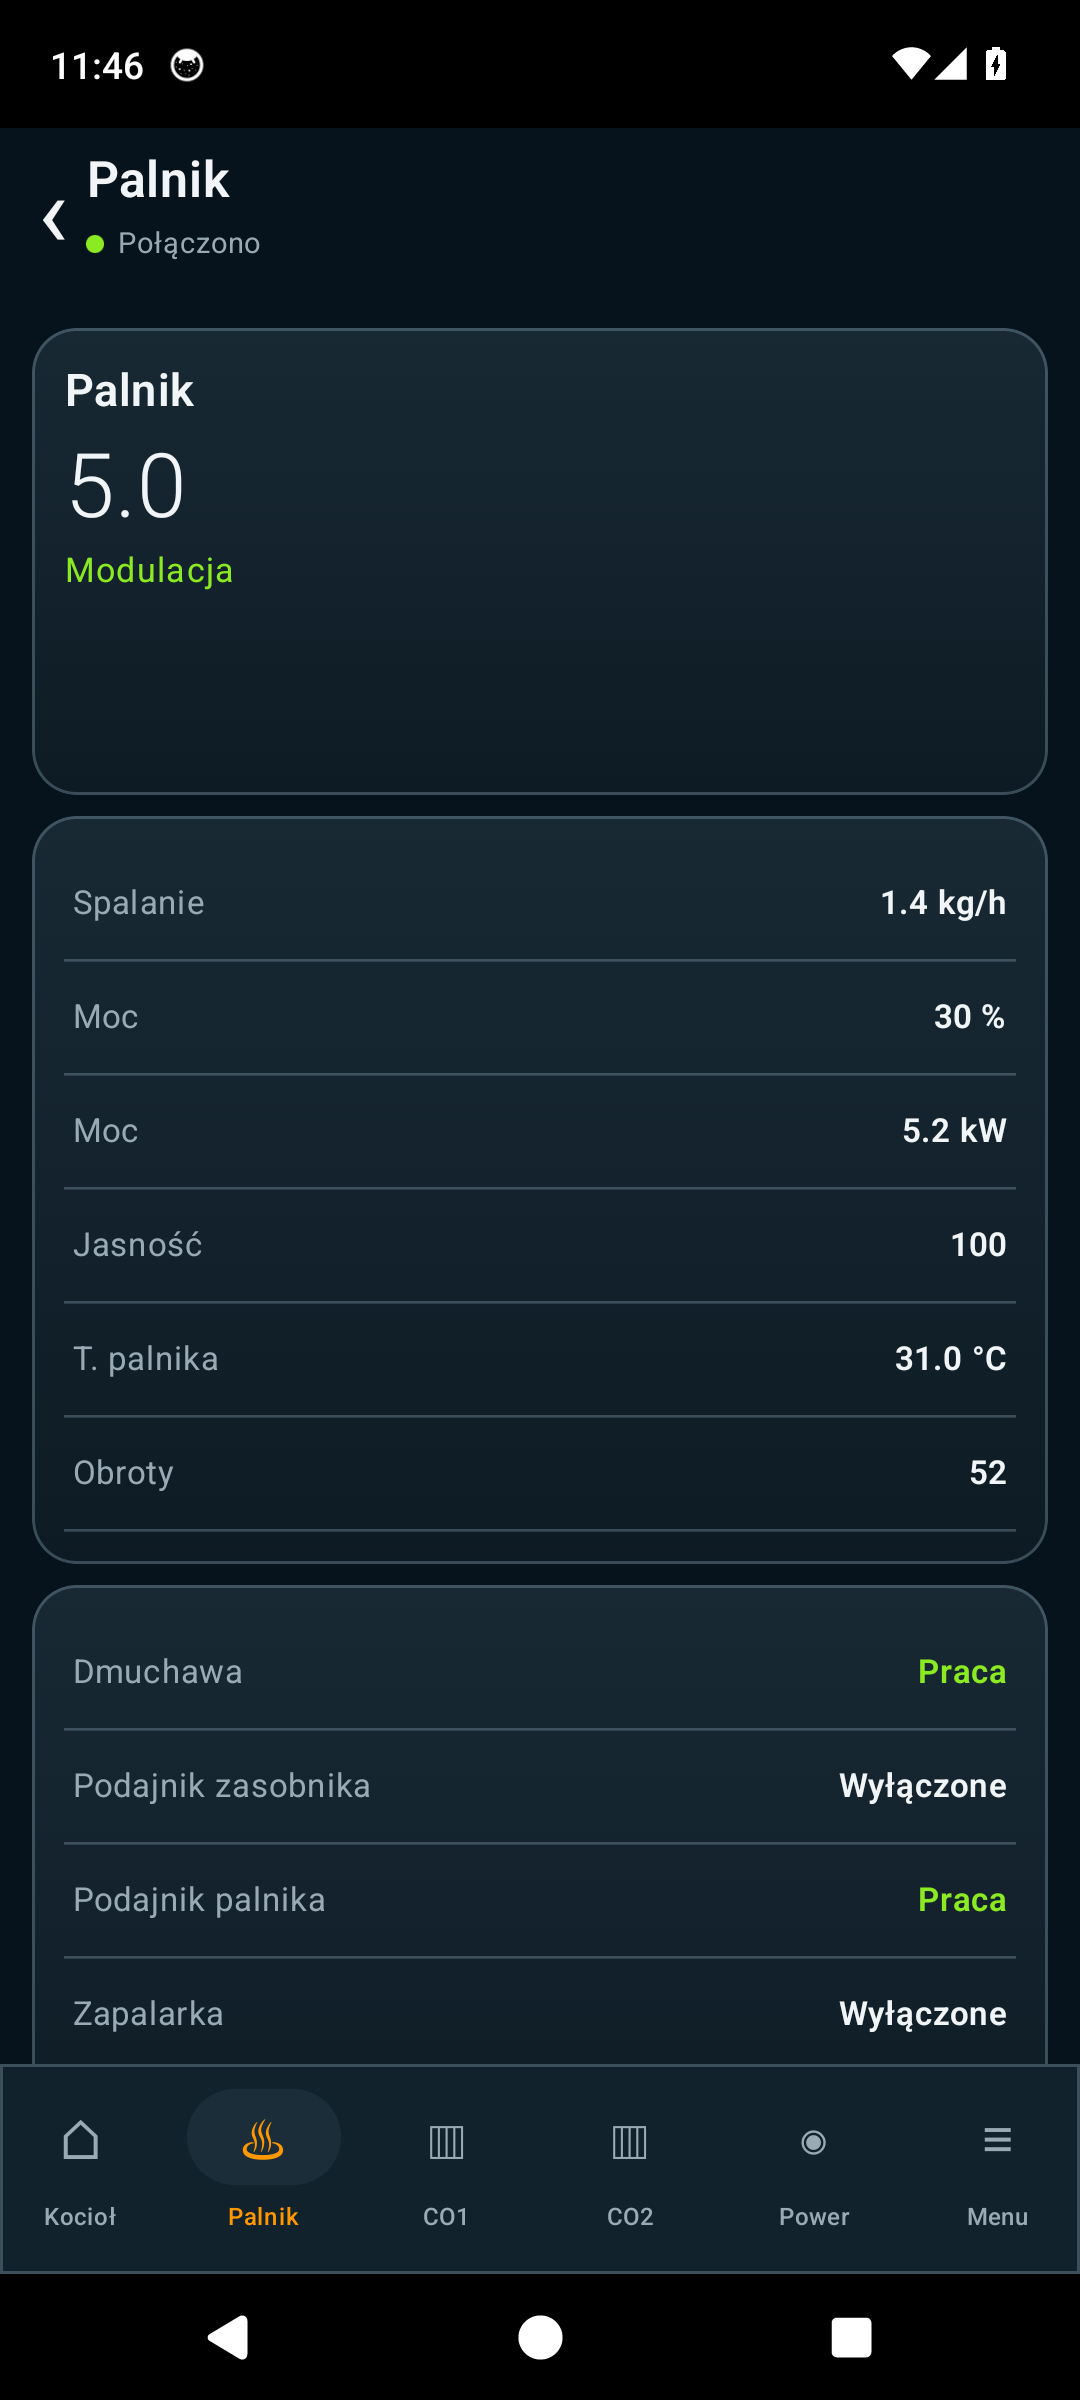 11:46
Palnik
Połączono
Palnik
5.0
Modulacja
Spalanie 1.4 kg/h
Moc 30 %
Moc 5.2 kW
Jasność 100
T. palnika 31.0 °C
Obroty 52
Dmuchawa Praca
Podajnik zasobnika Wyłączone
Podajnik palnika Praca
Zapalarka Wyłączone
Kocioł Palnik CO1 CO2 Power Menu